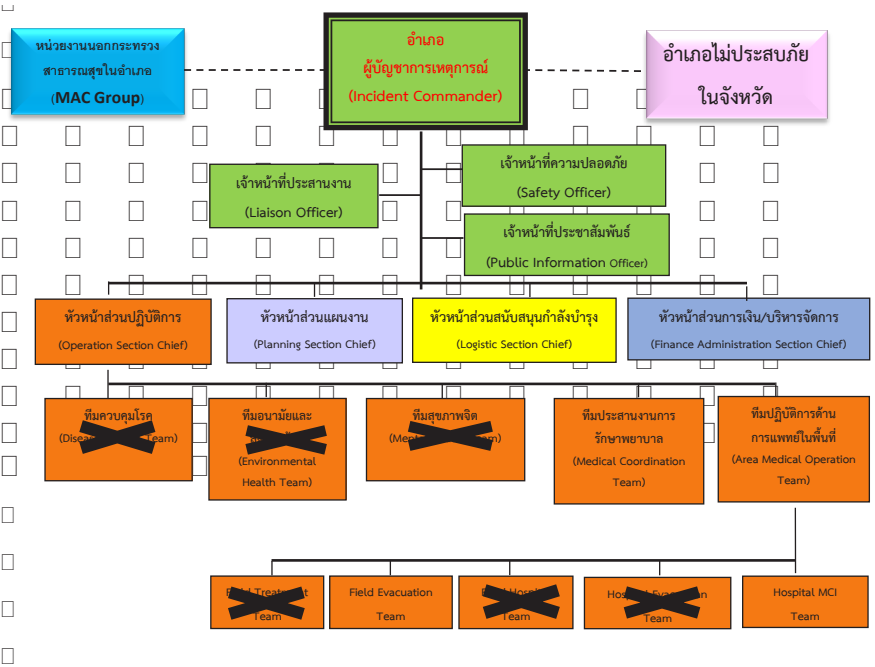 หน่วยงานนอกกระทรวง
สาธารณสุขในอำเภอ
(MAC Group)
อำเภอ
ผู้บัญชาการเหตุการณ์
(Incident Commander)
อำเภอไม่ประสบภัย
ในจังหวัด
เจ้าหน้าที่ประสานงาน
(Liaison Officer)
เจ้าหน้าที่ความปลอดภัย
(Safety Officer)
เจ้าหน้าที่ประชาสัมพันธ์
(Public Information Officer)
หัวหน้าส่วนปฏิบัติการ
(Operation Section Chief)
หัวหน้าส่วนแผนงาน
(Planning Section Chief)
หัวหน้าส่วนสนับสนุนกำลังบำรุง
(Logistic Section Chief)
หัวหน้าส่วนการเงิน/บริหารจัดการ
(Finance Administration Section Chief)
ทีมควบคุมโรค
Team)
ทีมอนามัยและ
(Environmental
Health Team)
ทีมสุขภาพจิต
ทีมประสานงานการ
รักษาพยาบาล
(Medical Coordination
Team)
ทีมปฏิบัติการด้าน
การแพทย์ในพื้นที่
(Area Medical Operation
Team)
Team
Field Evacuation
Team
Team
Team
Hospital MCI
Team